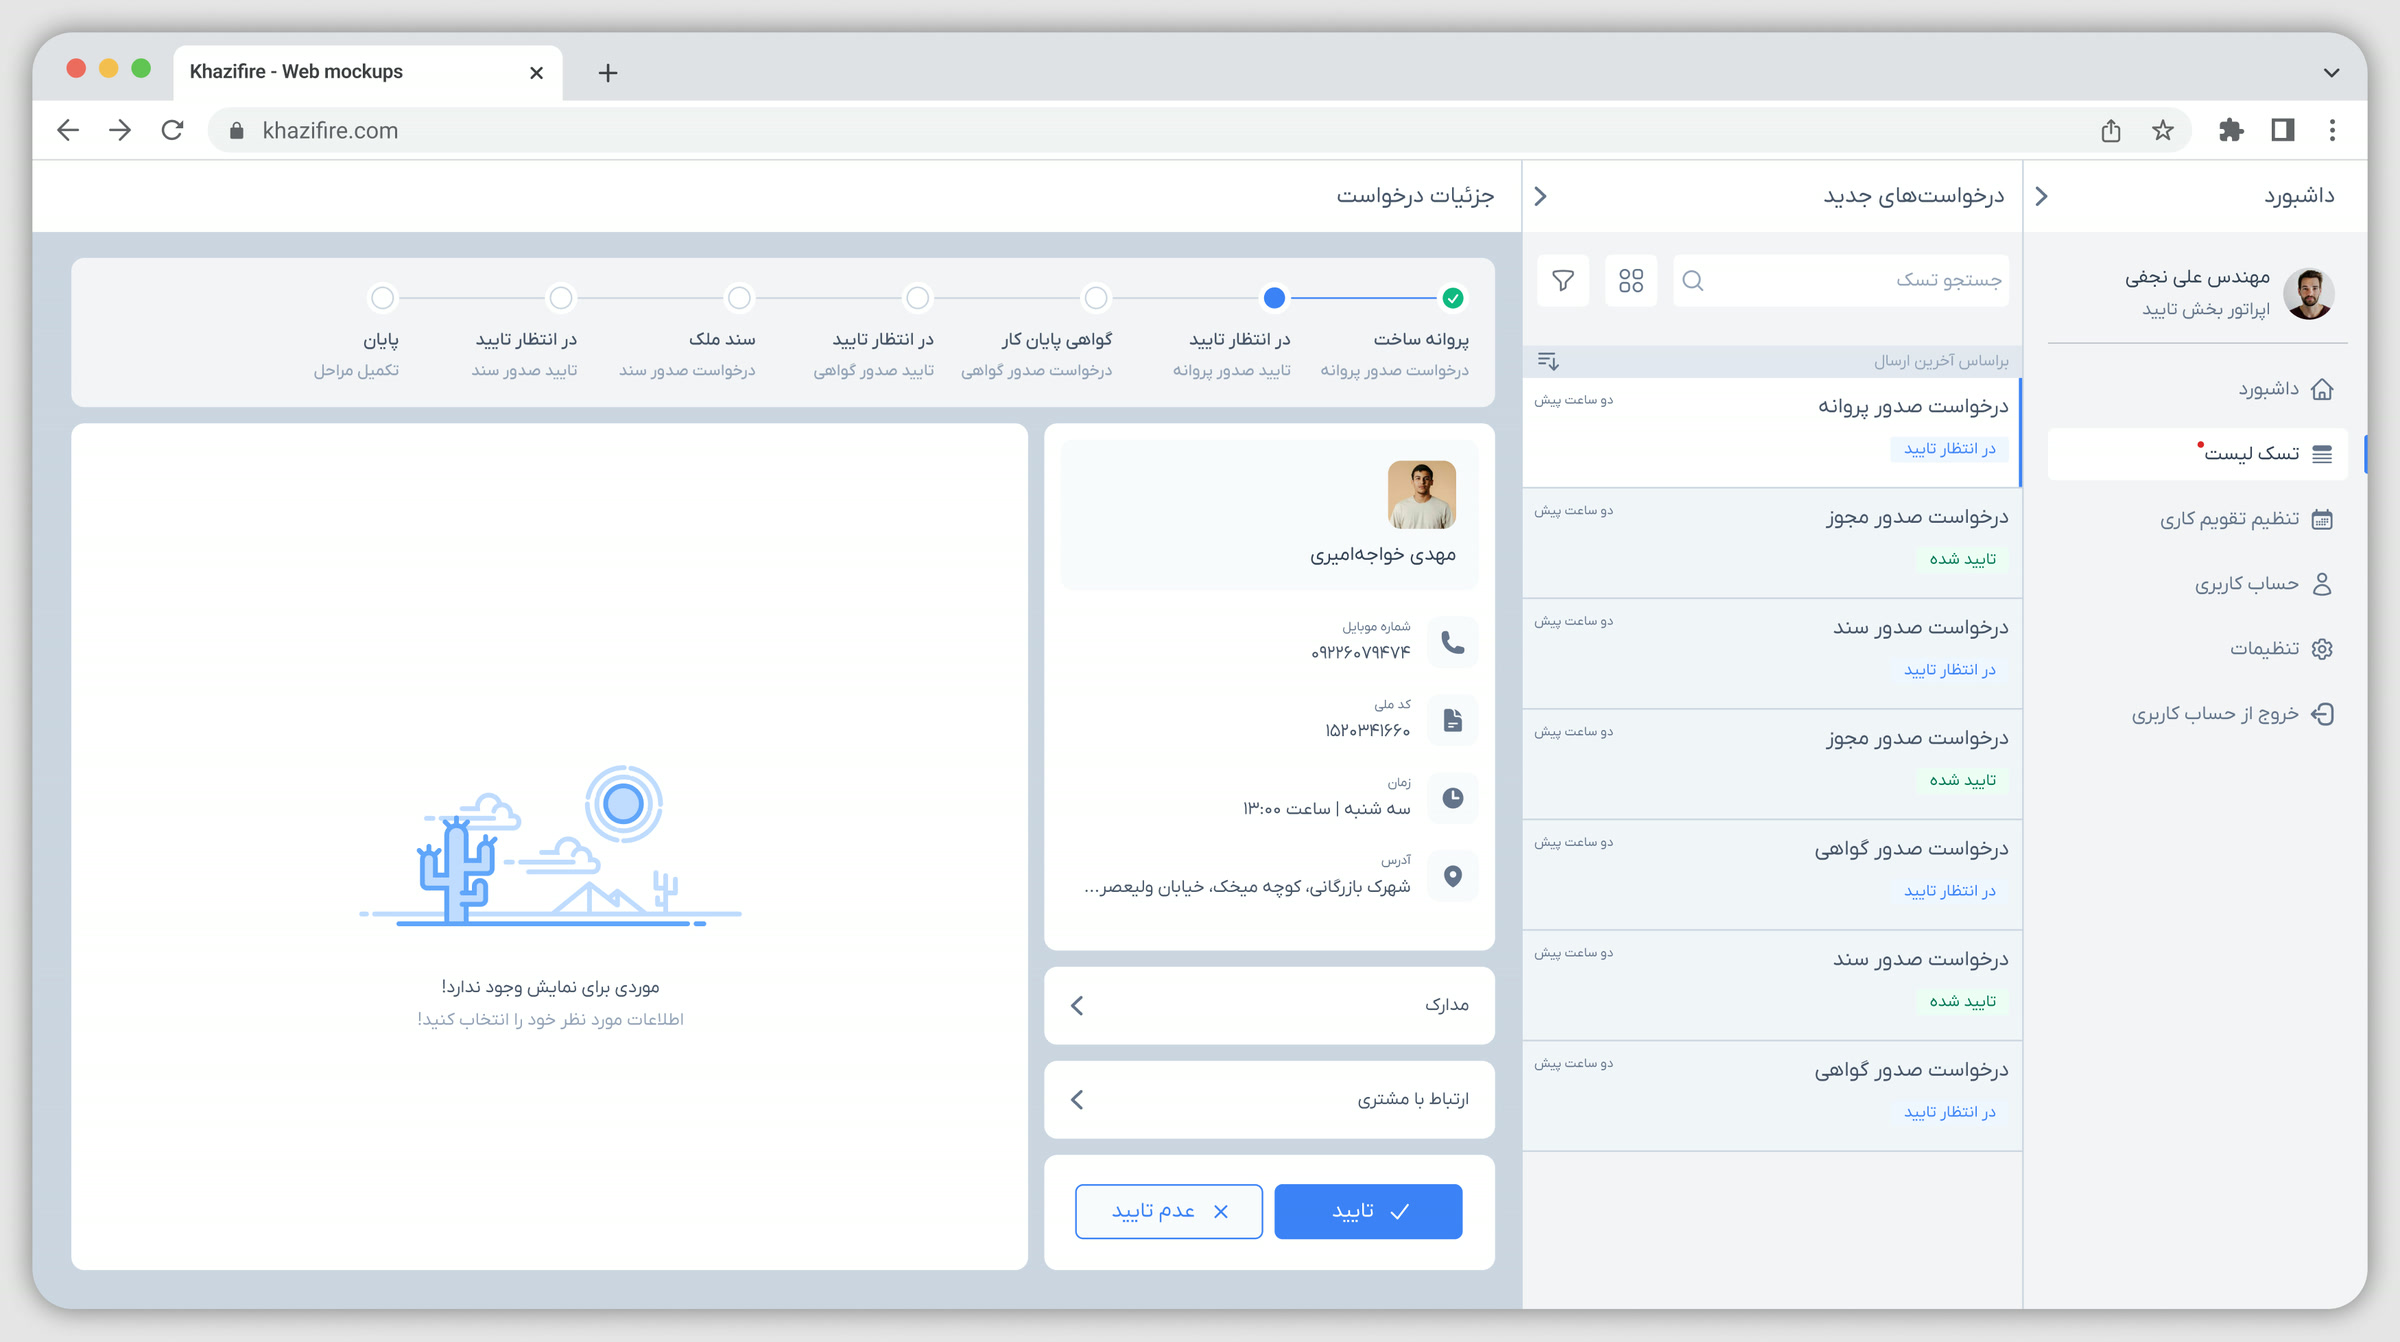 Khazifire - Web mockups
khazifire.com
داشبورد
مهندس علی نجفی
اپراتور بخش تایید
داشبورد
تسک لیست
تنظیم تقویم کاری
حساب کاربری
تنظیمات
خروج از حساب کاربری
درخواست‌های جدید
جستجو تسک
براساس آخرین ارسال
درخواست صدور پروانه
دو ساعت پیش
در انتظار تایید
درخواست صدور مجوز
دو ساعت پیش
تایید شده
درخواست صدور سند
دو ساعت پیش
در انتظار تایید
درخواست صدور مجوز
دو ساعت پیش
تایید شده
درخواست صدور گواهی
دو ساعت پیش
در انتظار تایید
درخواست صدور سند
دو ساعت پیش
تایید شده
درخواست صدور گواهی
دو ساعت پیش
در انتظار تایید
جزئیات درخواست
پروانه ساخت
درخواست صدور پروانه
در انتظار تایید
تایید صدور پروانه
گواهی پایان کار
درخواست صدور گواهی
در انتظار تایید
تایید صدور گواهی
سند ملک
درخواست صدور سند
در انتظار تایید
تایید صدور سند
پایان
تکمیل مراحل
مهدی خواجه‌امیری
شماره موبایل
۰۹۲۲۶۰۷۹۴۷۴
کد ملی
۱۵۲۰۳۴۱۶۶۰
زمان
سه شنبه | ساعت ۱۳:۰۰
آدرس
شهرک بازرگانی، کوچه میخک، خیابان ولیعصر...
مدارک
ارتباط با مشتری
تایید
عدم تایید
موردی برای نمایش وجود ندارد!
اطلاعات مورد نظر خود را انتخاب کنید!